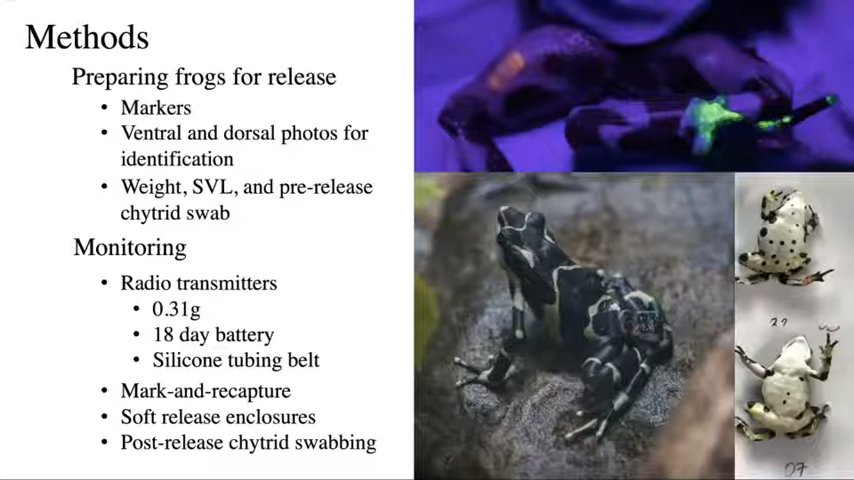 Methods
Preparing frogs for release
• Markers
• Ventral and dorsal photos for
identification
• Weight, SVL, and pre-release
chytrid swab
Monitoring
• Radio transmitters
• 0.31g
• 18 day battery
• Silicone tubing belt
• Mark-and-recapture
• Soft release enclosures
• Post-release chytrid swabbing